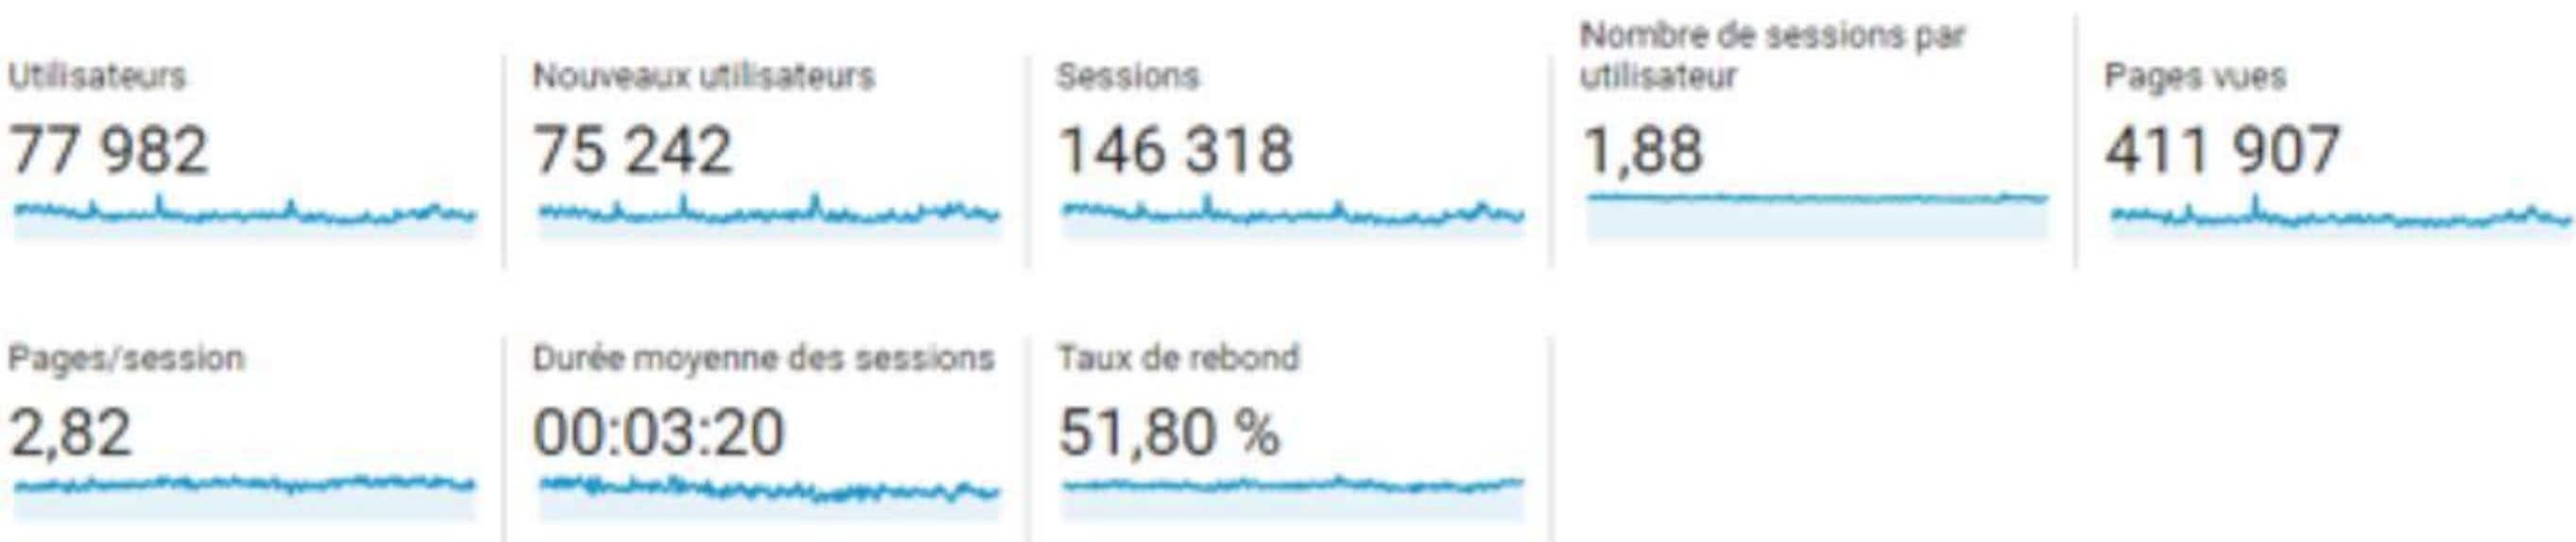 Utilisateurs
77 982
Nouveaux utilisateurs
75 242
Sessions
146 318
Nombre de sessions par
utilisateur
1,88
Pages vues
411 907
Pages/session
2,82
Durée moyenne des sessions
00:03:20
Taux de rebond
51,80 %